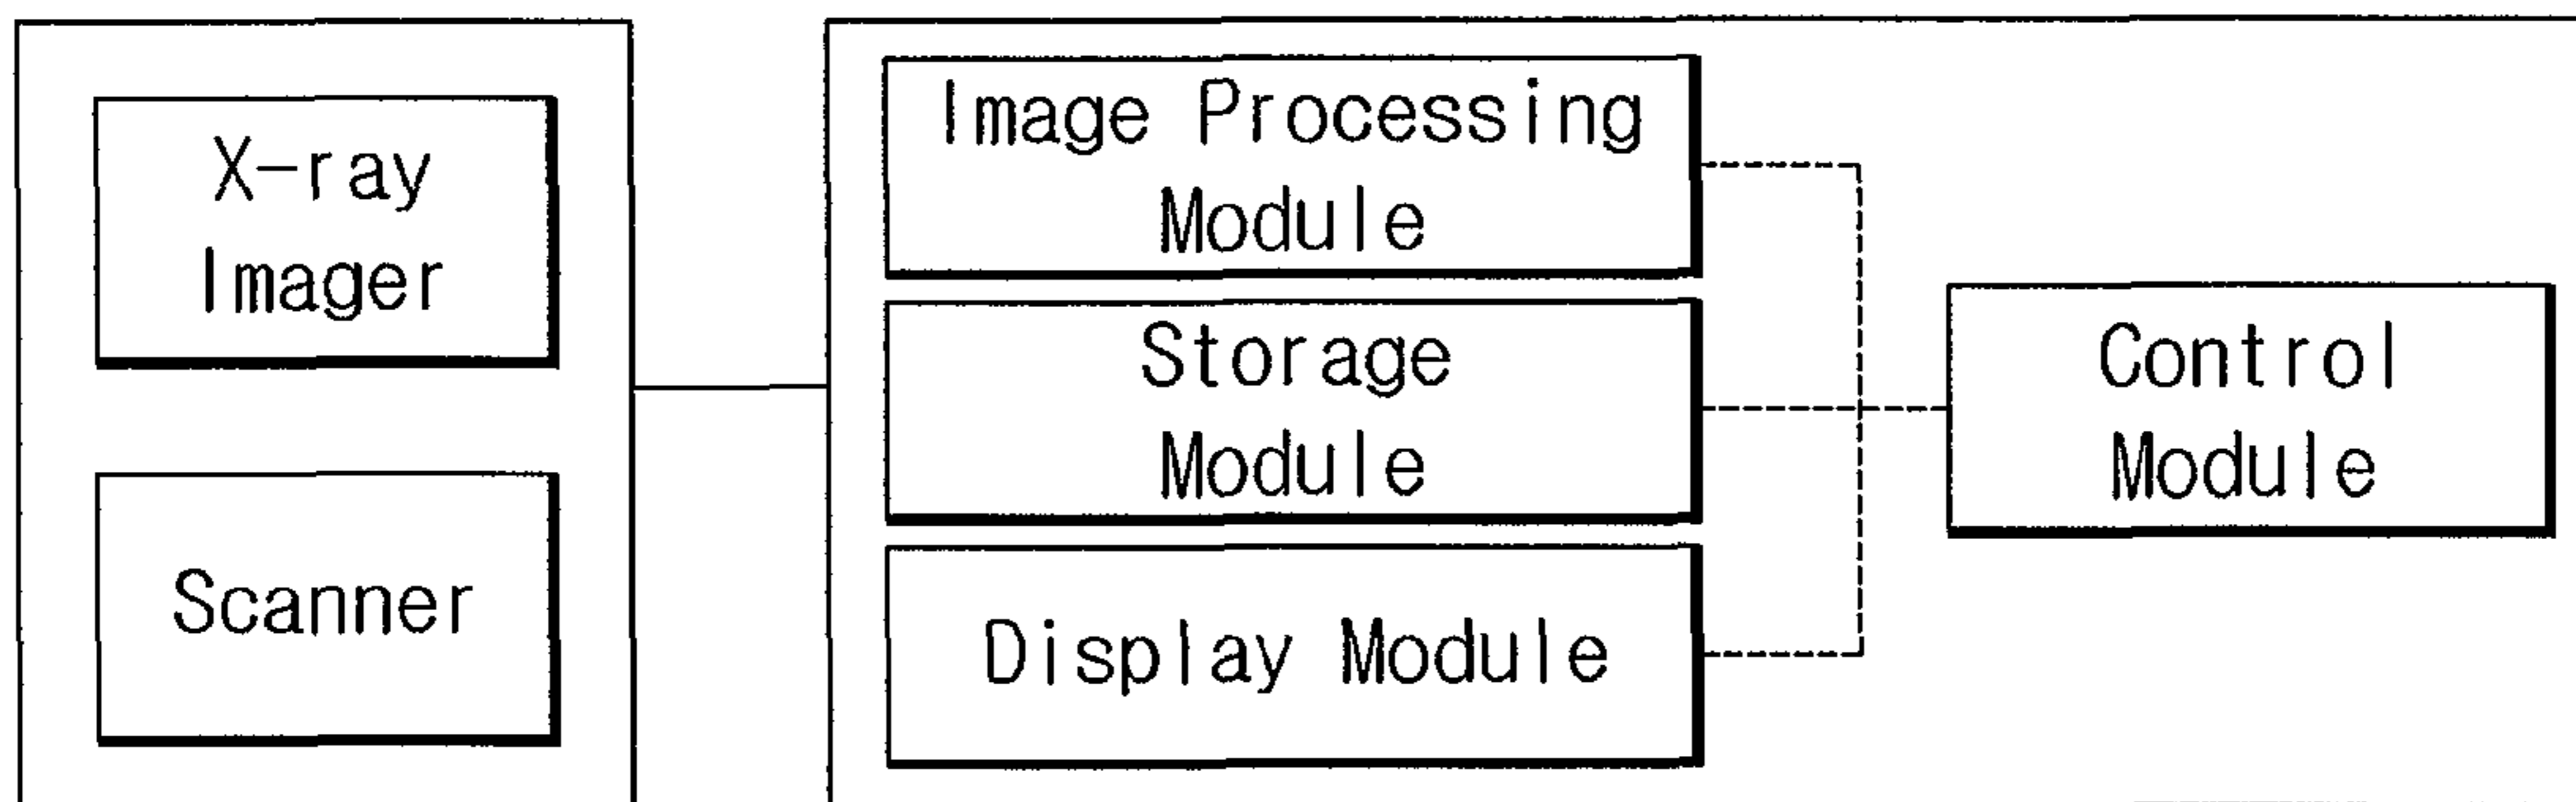 X-ray
Imager
Scanner
Image Processing
Module
Storage
Module
Display Module
Control
Module